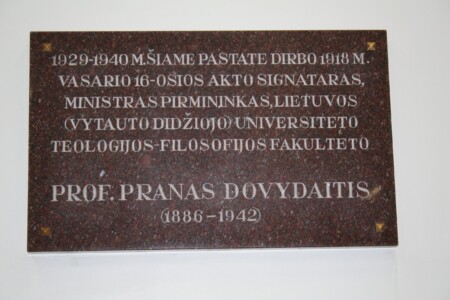 1929-1940 M. ŠIAME PASTATE DIRBO 1918 M.
VASARIO 16-OSIOS AKTO SIGNATARAS,
MINISTRAS PIRMININKAS, LIETUVOS
(VYTAUTO DIDŽIOJO) UNIVERSITETO
TEOLOGIJOS-FILOSOFIJOS FAKULTETO
PROF. PRANAS DOVYDAITIS
(1886-1942)